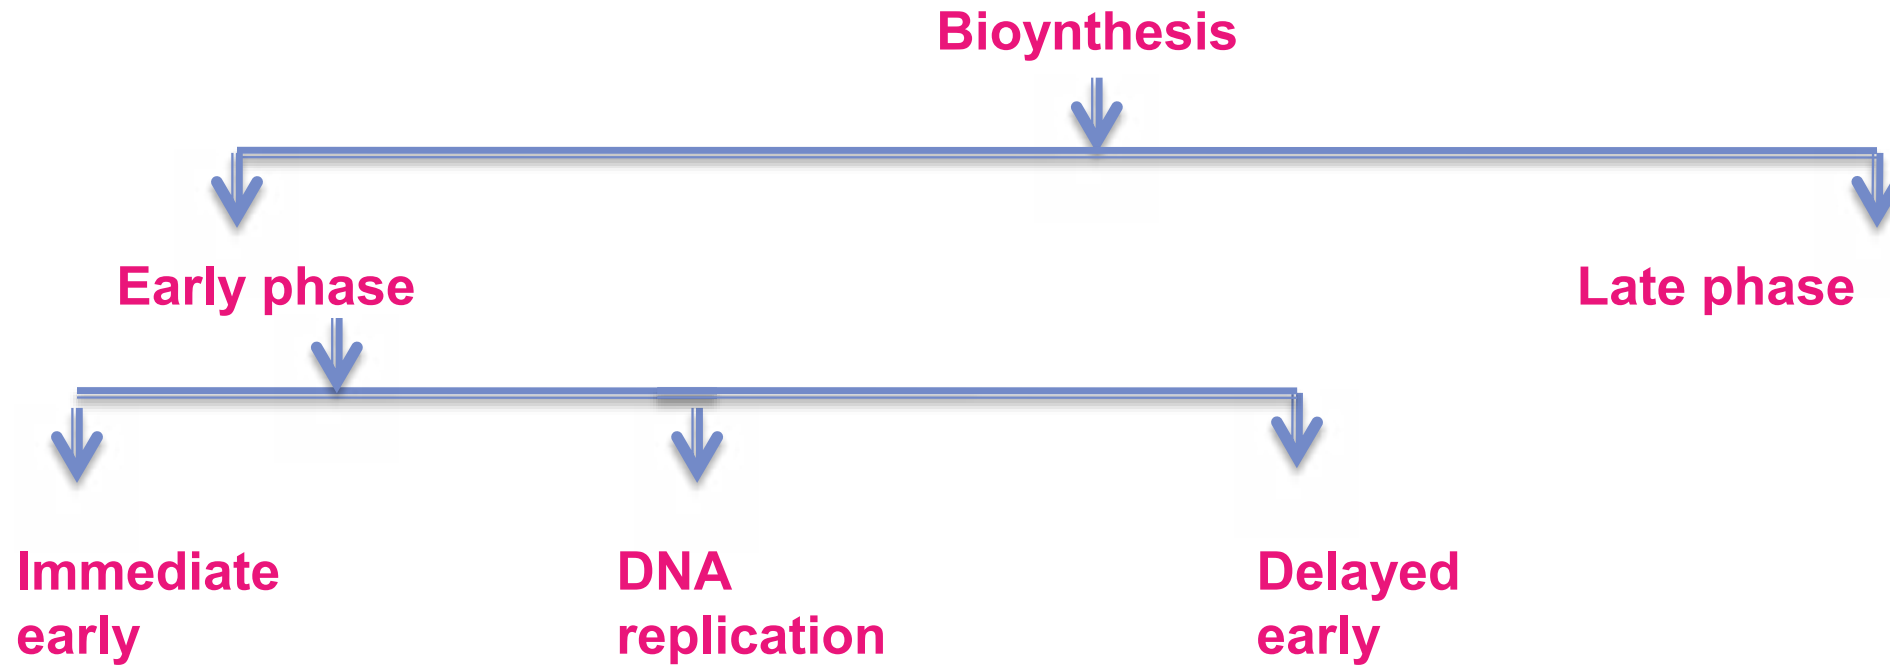 Bioynthesis
Early phase
Late phase
Immediate
early
DNA
replication
Delayed
early